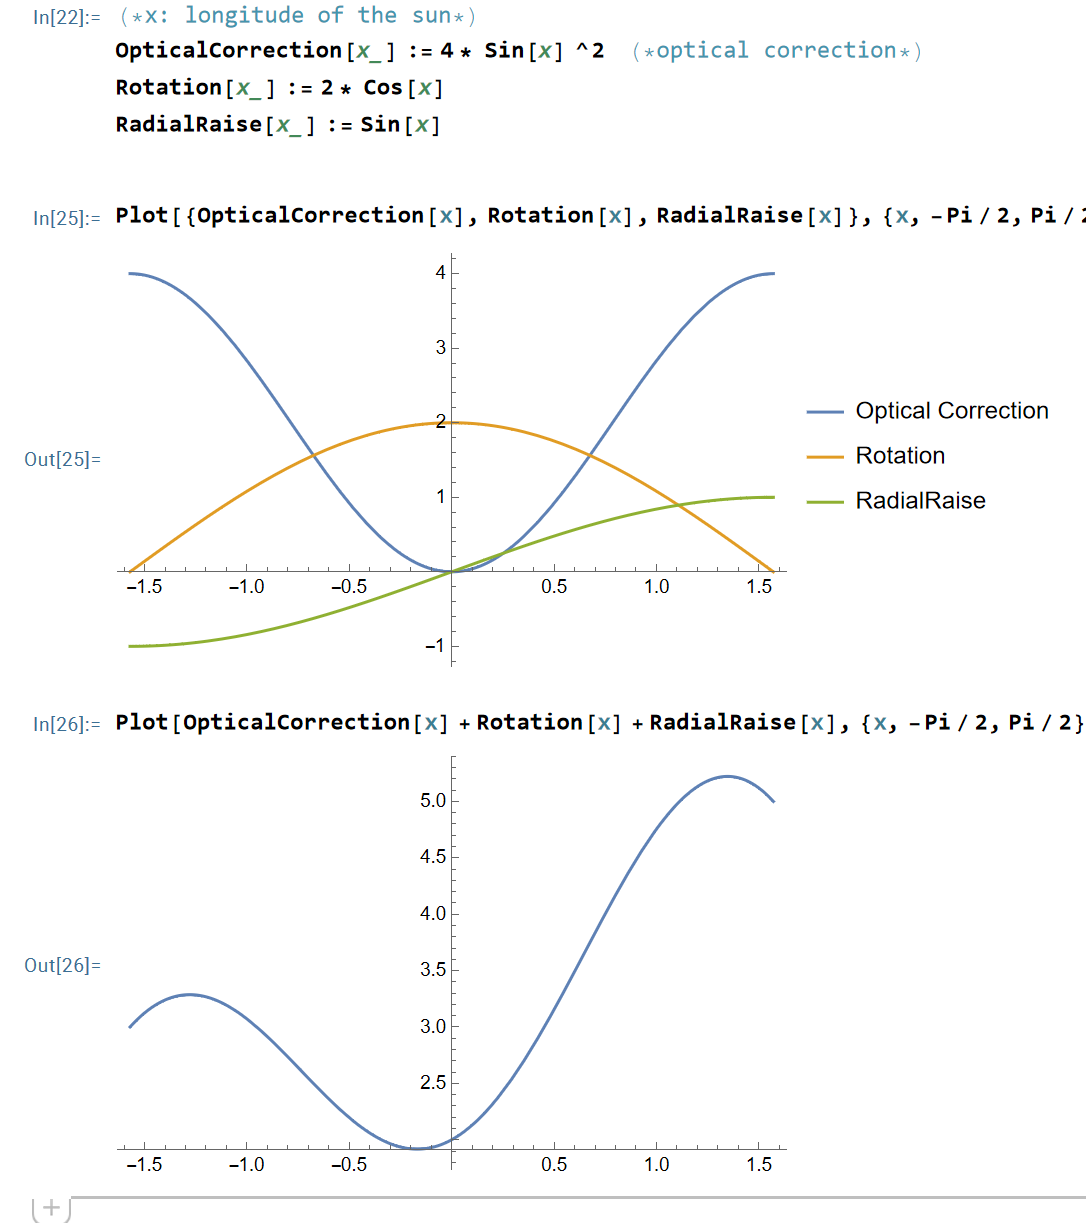 In[22]:= (*x: longitude of the sun*)
OpticalCorrection[x_] := 4 * Sin[x] ^2 (*optical correction*)
Rotation[x_] := 2 * Cos[x]
RadialRaise[x_] := Sin[x]
In[25]:= Plot[{OpticalCorrection[x], Rotation[x], RadialRaise[x]}, {x, -Pi / 2, Pi / 2
4
3
2
1
-1
-1.5 -1.0 -0.5 0.5 1.0 1.5
Out[25]=
Optical Correction
Rotation
RadialRaise
In[26]:= Plot[OpticalCorrection[x] + Rotation[x] + RadialRaise[x], {x, -Pi / 2, Pi / 2}
5.0
4.5
4.0
3.5
3.0
2.5
-1.5 -1.0 -0.5 0.5 1.0 1.5
Out[26]=
+